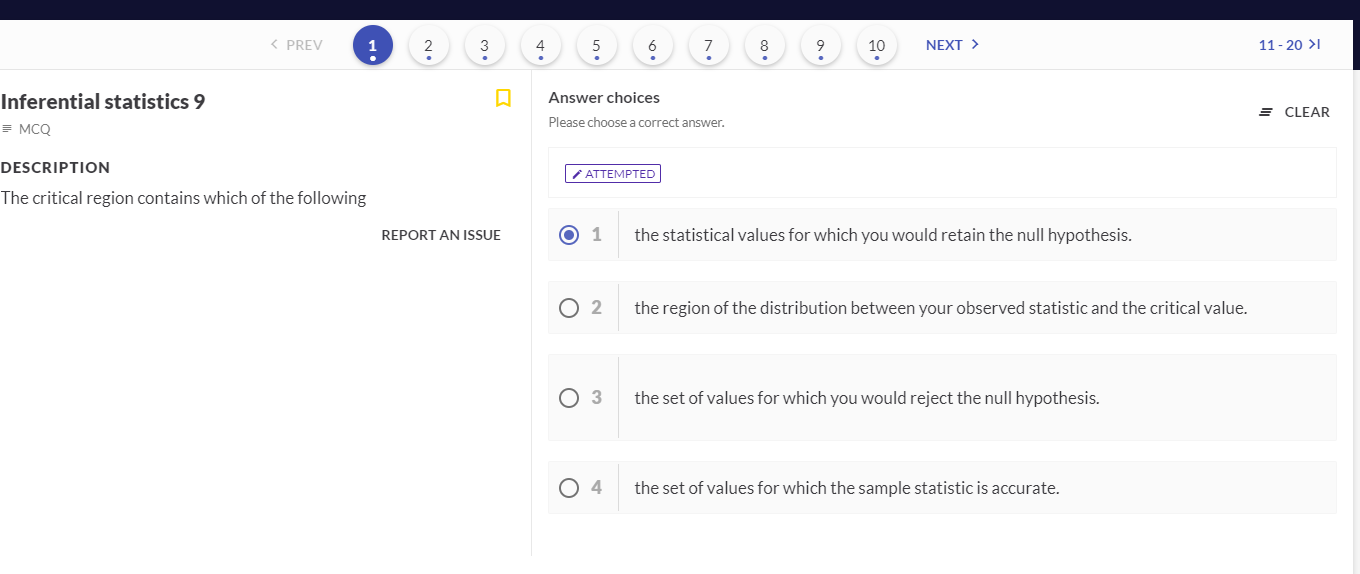 PREV 1 2 3 4 5 6 7 8 9 10 NEXT 11 - 20
Inferential statistics 9
MCQ
DESCRIPTION
The critical region contains which of the following
REPORT AN ISSUE
Answer choices
Please choose a correct answer.
CLEAR
ATTEMPTED
1 the statistical values for which you would retain the null hypothesis.
2 the region of the distribution between your observed statistic and the critical value.
3 the set of values for which you would reject the null hypothesis.
4 the set of values for which the sample statistic is accurate.